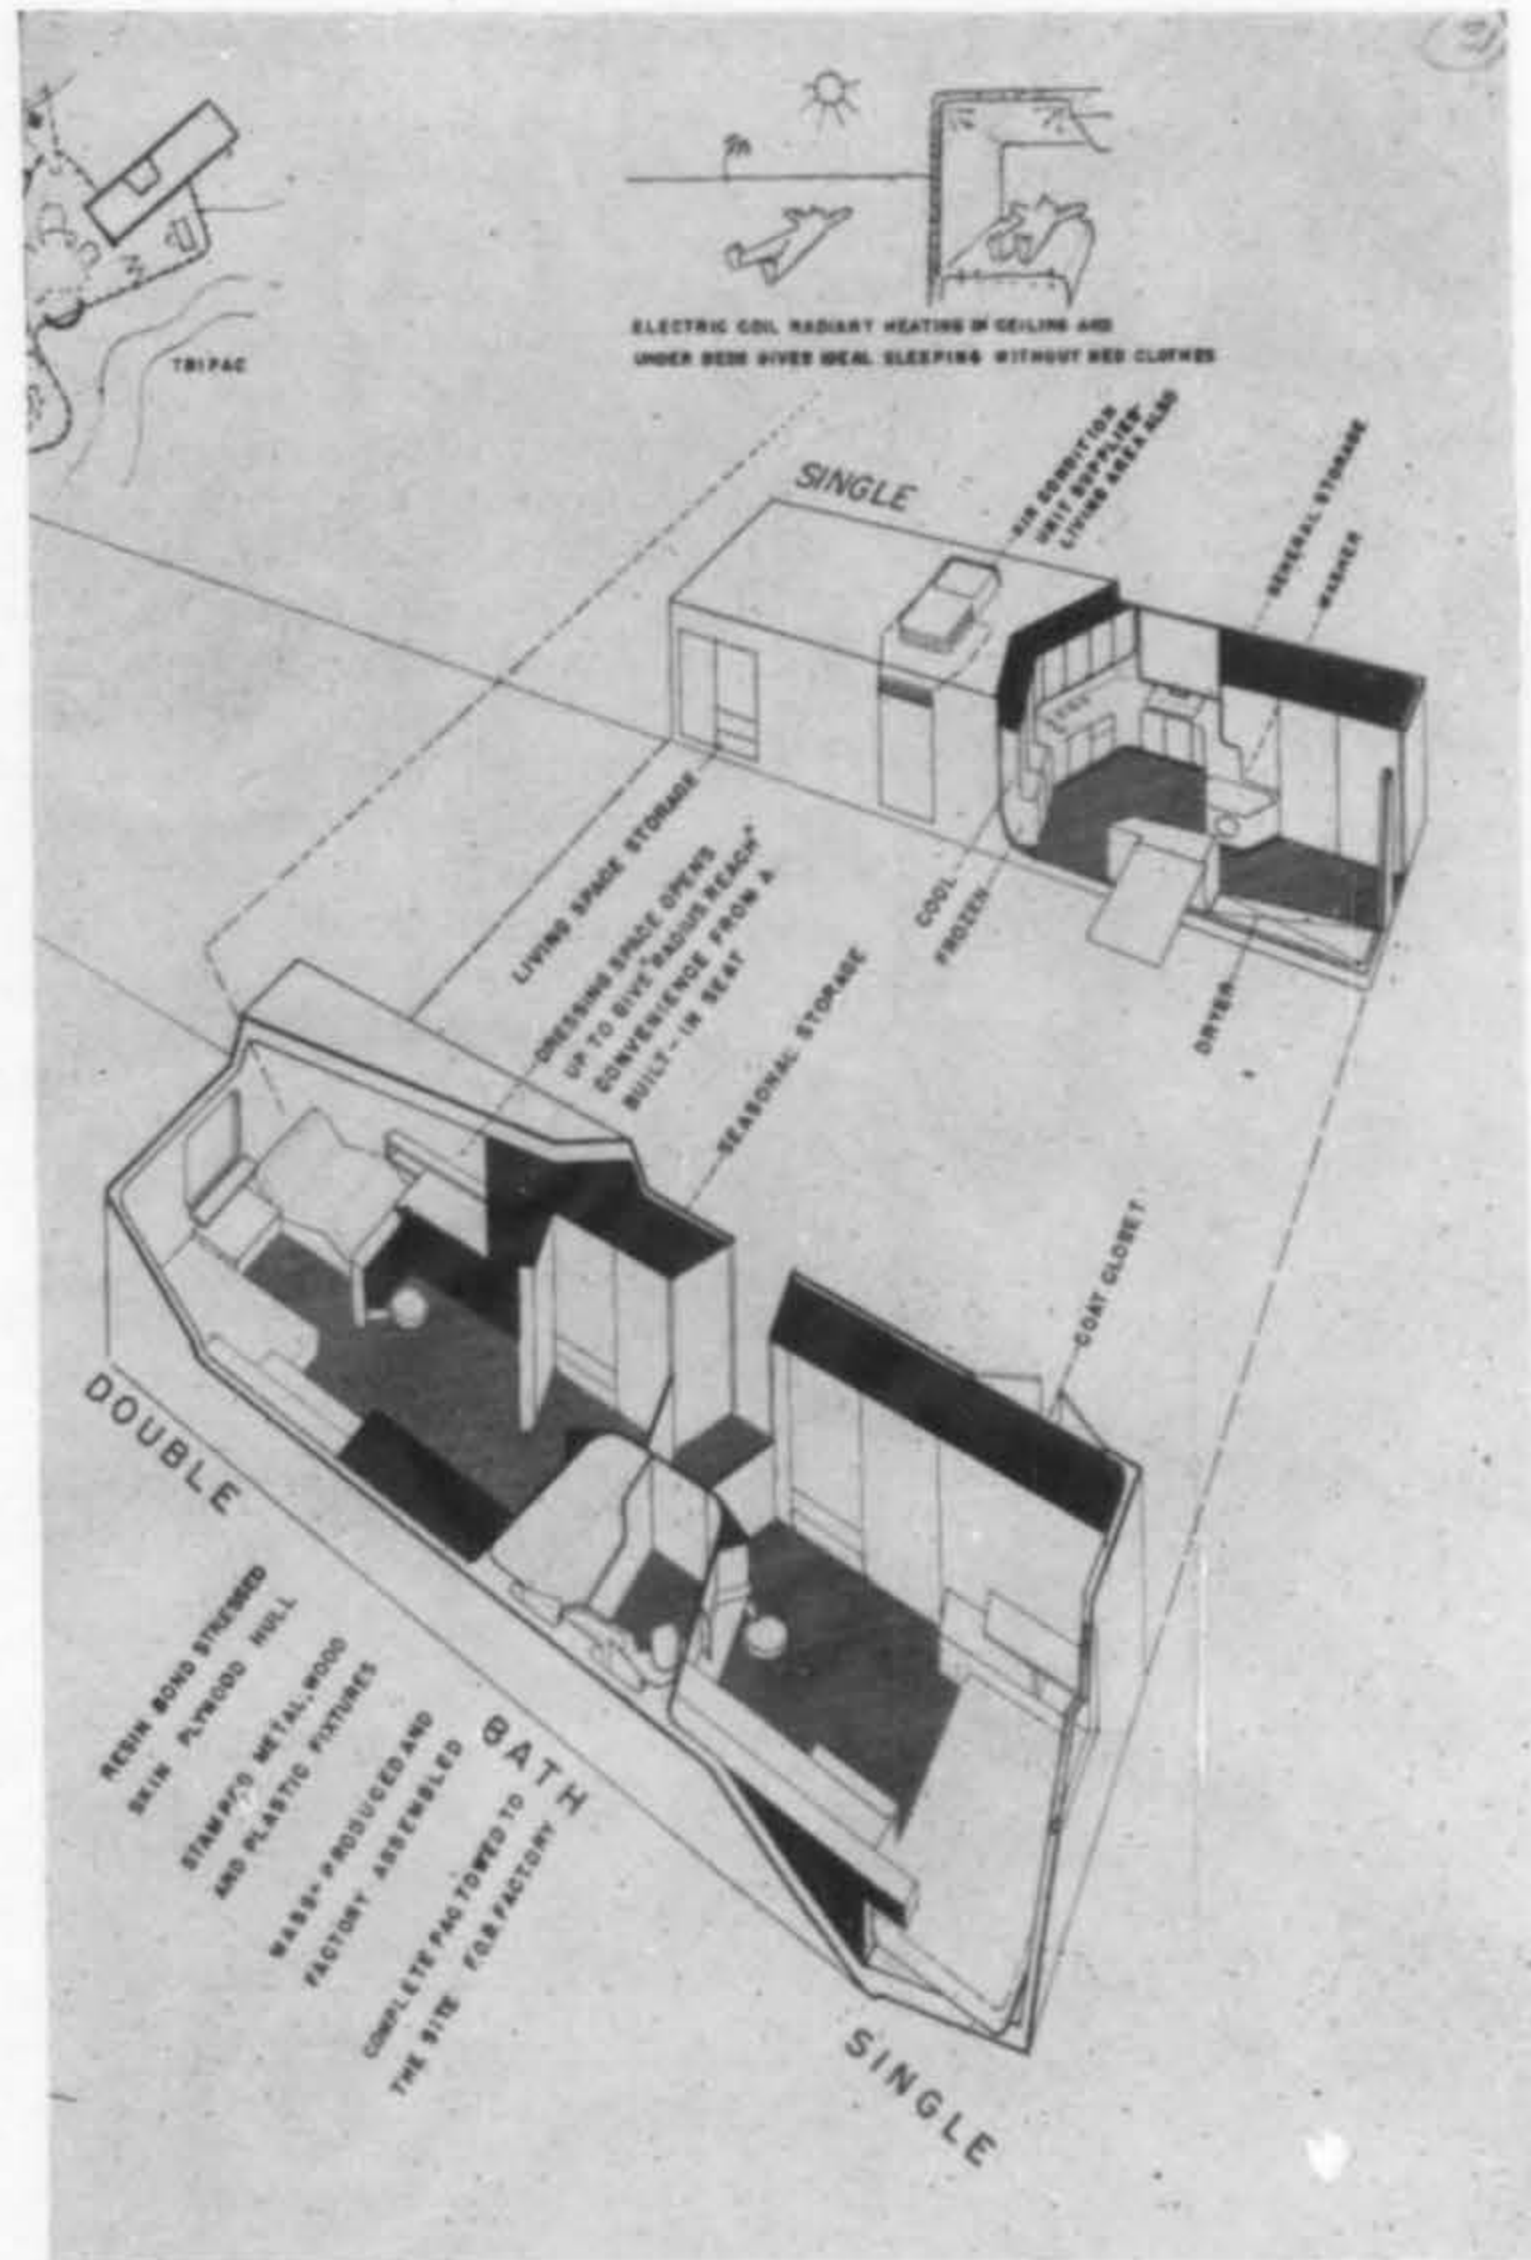 TRIPAC
ELECTRIC COIL RADIANT HEATING IN CEILING AND
UNDER BEDS GIVES IDEAL SLEEPING WITHOUT BED CLOTHES
SINGLE
AIR CONDITION
UNIT SUPPLIES
LIVING AREA ALSO
GENERAL STORAGE
WASHER
LIVING SPACE STORAGE
DRESSING SPACE OPENS
UP TO GIVE "RADIUS REACH"
CONVENIENCE FROM A
BUILT-IN SEAT
SEASONAL STORAGE
COOL
FROZEN
DRYER
COAT CLOSET
DOUBLE
RESIN BOND STRESSED
SKIN PLYWOOD HULL
STAMPED METAL, WOOD
AND PLASTIC FIXTURES
MASS PRODUCED AND
FACTORY ASSEMBLED
COMPLETE PAC TOWED TO
THE SITE FOR FACTORY
BATH
SINGLE